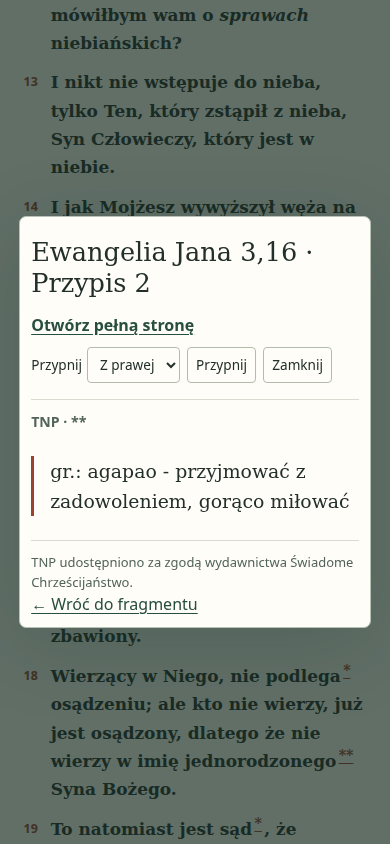 mówiłbym wam o sprawach
niebiańskich?
13 I nikt nie wstępuje do nieba,
tylko Ten, który zstąpił z nieba,
Syn Człowieczy, który jest w
niebie.
14 I jak Mojżesz wywyższył węża na
Ewangelia Jana 3,16 ·
Przypis 2
Otwórz pełną stronę
Przypnij Z prawej Przypnij Zamknij
TNP · **
gr.: agapao - przyjmować z
zadowoleniem, gorąco miłować
TNP udostępniono za zgodą wydawnictwa Świadome
Chrześcijaństwo.
← Wróć do fragmentu
zbawiony.
18 Wierzący w Niego, nie podlega*
osądzeniu; ale kto nie wierzy, już
jest osądzony, dlatego że nie
wierzy w imię jednorodzonego**
Syna Bożego.
19 To natomiast jest sąd*, że